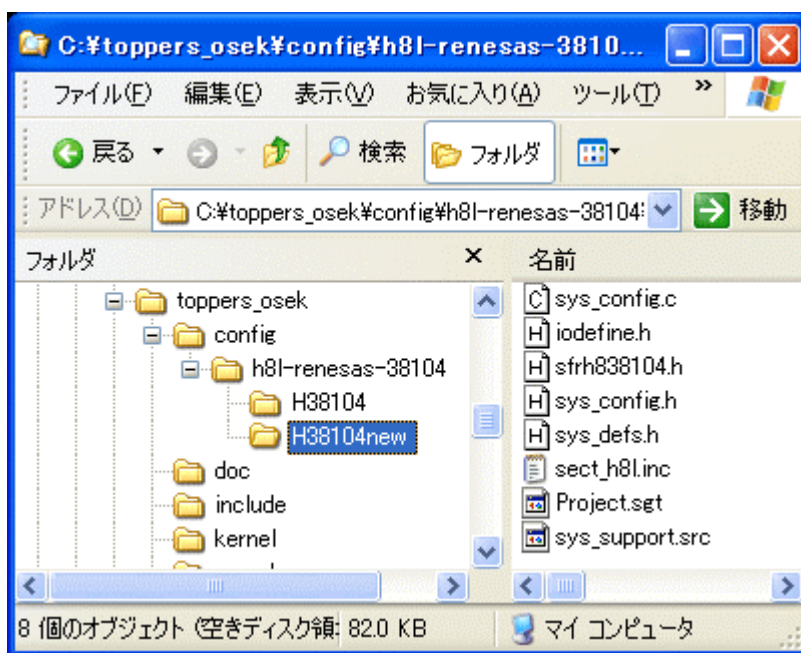 C:¥toppers_osek¥config¥h8l-renesas-3810...
ファイル(F) 編集(E) 表示(V) お気に入り(A) ツール(T) »
戻る 検索 フォルダ
アドレス(D) C:¥toppers_osek¥config¥h8l-renesas-38104 移動
フォルダ × 名前
toppers_osek
config
h8l-renesas-38104
H38104
H38104new
doc
include
kernel
sys_config.c
iodefine.h
sfrh838104.h
sys_config.h
sys_defs.h
sect_h8l.inc
Project.sgt
sys_support.src
8 個のオブジェクト (空きディスク領: 82.0 KB マイ コンピュータ